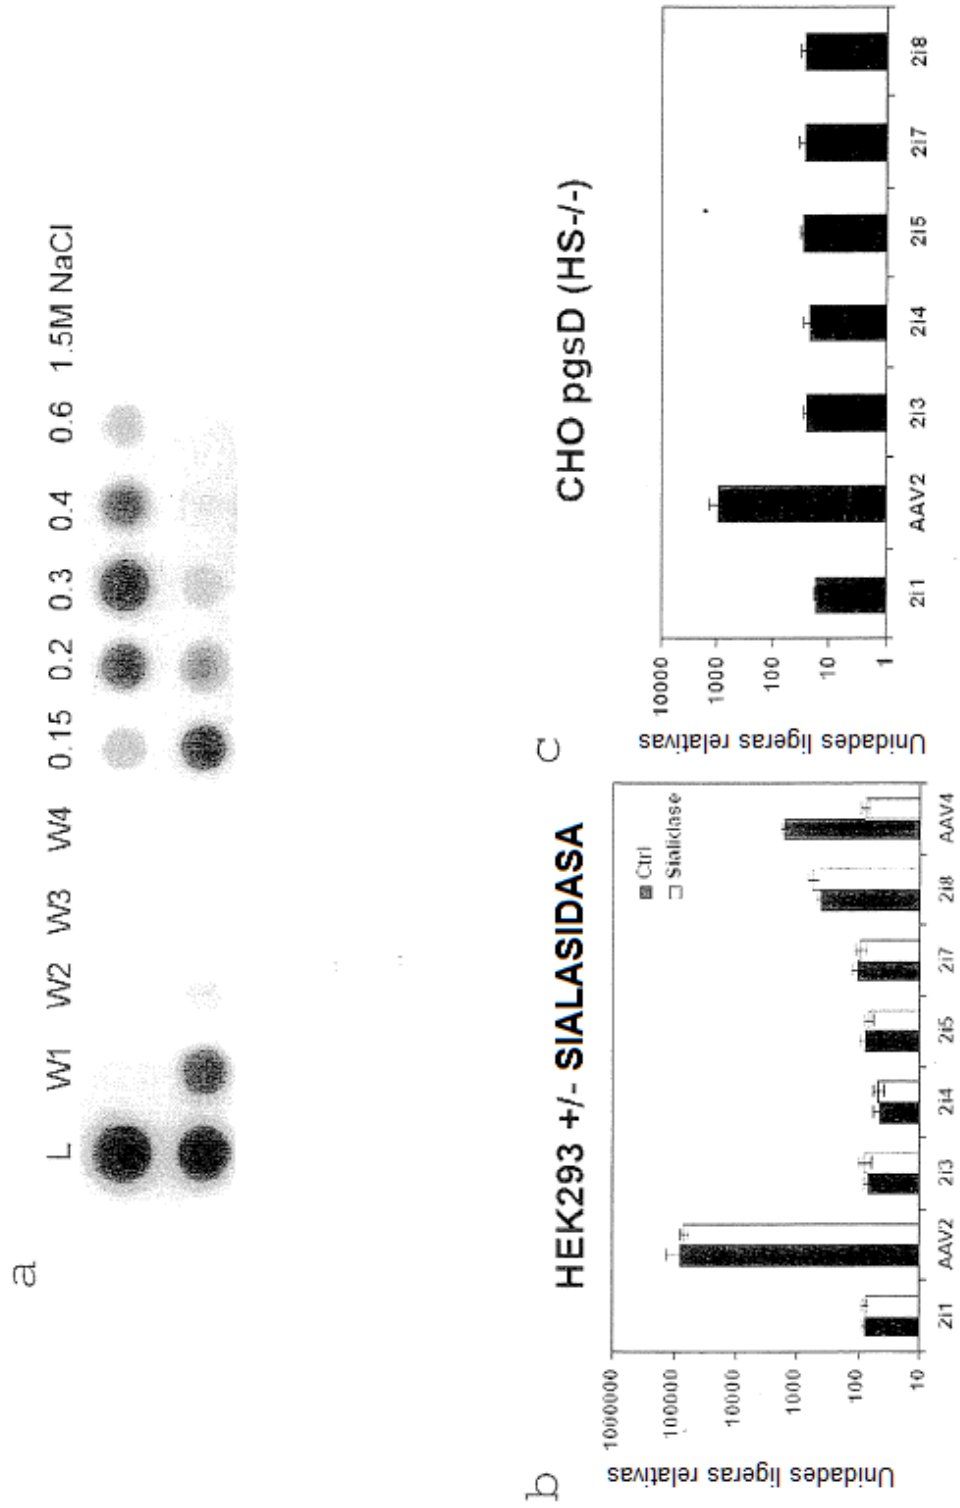 a
L W1 W2 W3 W4 0.15 0.2 0.3 0.4 0.6 1.5M NaCl
b
HEK293 +/- SIALASIDASA
Unidades ligeras relativas
1000000
100000
10000
1000
100
10
Ctrl
Sialidase
2i1 AAV2 2i3 2i4 2i5 2i7 2i8 AAV4
c
CHO pgsD (HS-/-)
Unidades ligeras relativas
10000
1000
100
10
1
2i1 AAV2 2i3 2i4 2i5 2i7 2i8